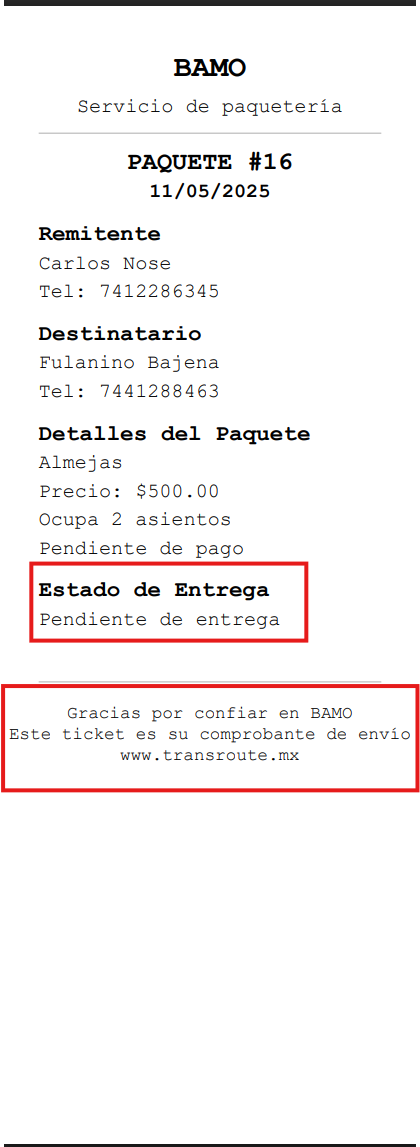 BAMO
Servicio de paquetería
PAQUETE #16
11/05/2025
Remitente
Carlos Nose
Tel: 7412286345
Destinatario
Fulanino Bajena
Tel: 7441288463
Detalles del Paquete
Almejas
Precio: $500.00
Ocupa 2 asientos
Pendiente de pago
Estado de Entrega
Pendiente de entrega
Gracias por confiar en BAMO
Este ticket es su comprobante de envío
www.transroute.mx